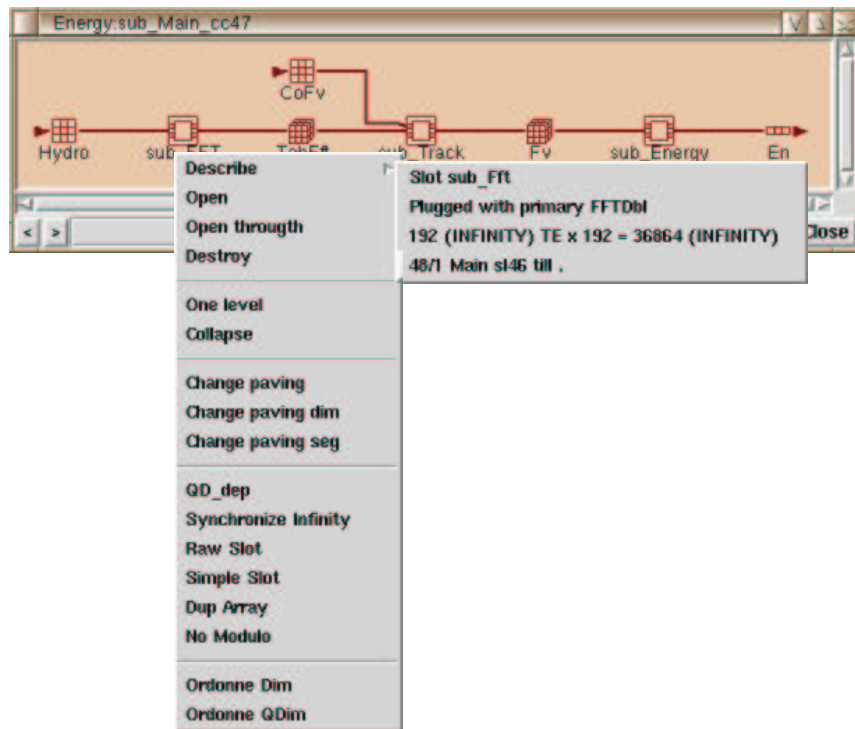 Energy:sub_Main_cc47
CoFv
Hydro sub_FFT TabFft sub_Track Fv sub_Energy En
< > Close
Describe
Open
Open througth
Destroy
One level
Collapse
Change paving
Change paving dim
Change paving seg
QD_dep
Synchronize Infinity
Raw Slot
Simple Slot
Dup Array
No Modulo
Ordonne Dim
Ordonne QDim
Slot sub_Fft
Plugged with primary FFTDbl
192 (INFINITY) TE x 192 = 36864 (INFINITY)
48/1 Main sl46 till .